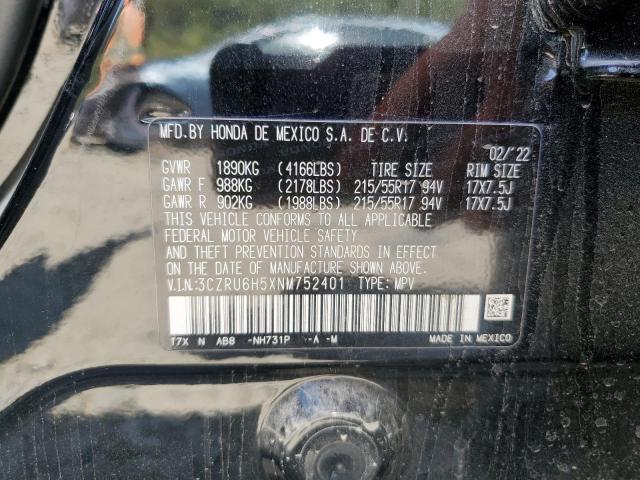 MFD.BY HONDA DE MEXICO S.A. DE C.V. 02/'22
GVWR 1890KG (4166LBS) TIRE SIZE RIM SIZE
GAWR F 988KG (2178LBS) 215/55R17 94V 17X7.5J
GAWR R 902KG (1988LBS) 215/55R17 94V 17X7.5J
THIS VEHICLE CONFORMS TO ALL APPLICABLE
FEDERAL MOTOR VEHICLE SAFETY
AND THEFT PREVENTION STANDARDS IN EFFECT
ON THE DATE OF MANUFACTURE SHOWN ABOVE.
V.I.N:3CZRU6H5XNM752401 TYPE: MPV
T7X N AB8 -NH731P -A -M MADE IN MEXICO